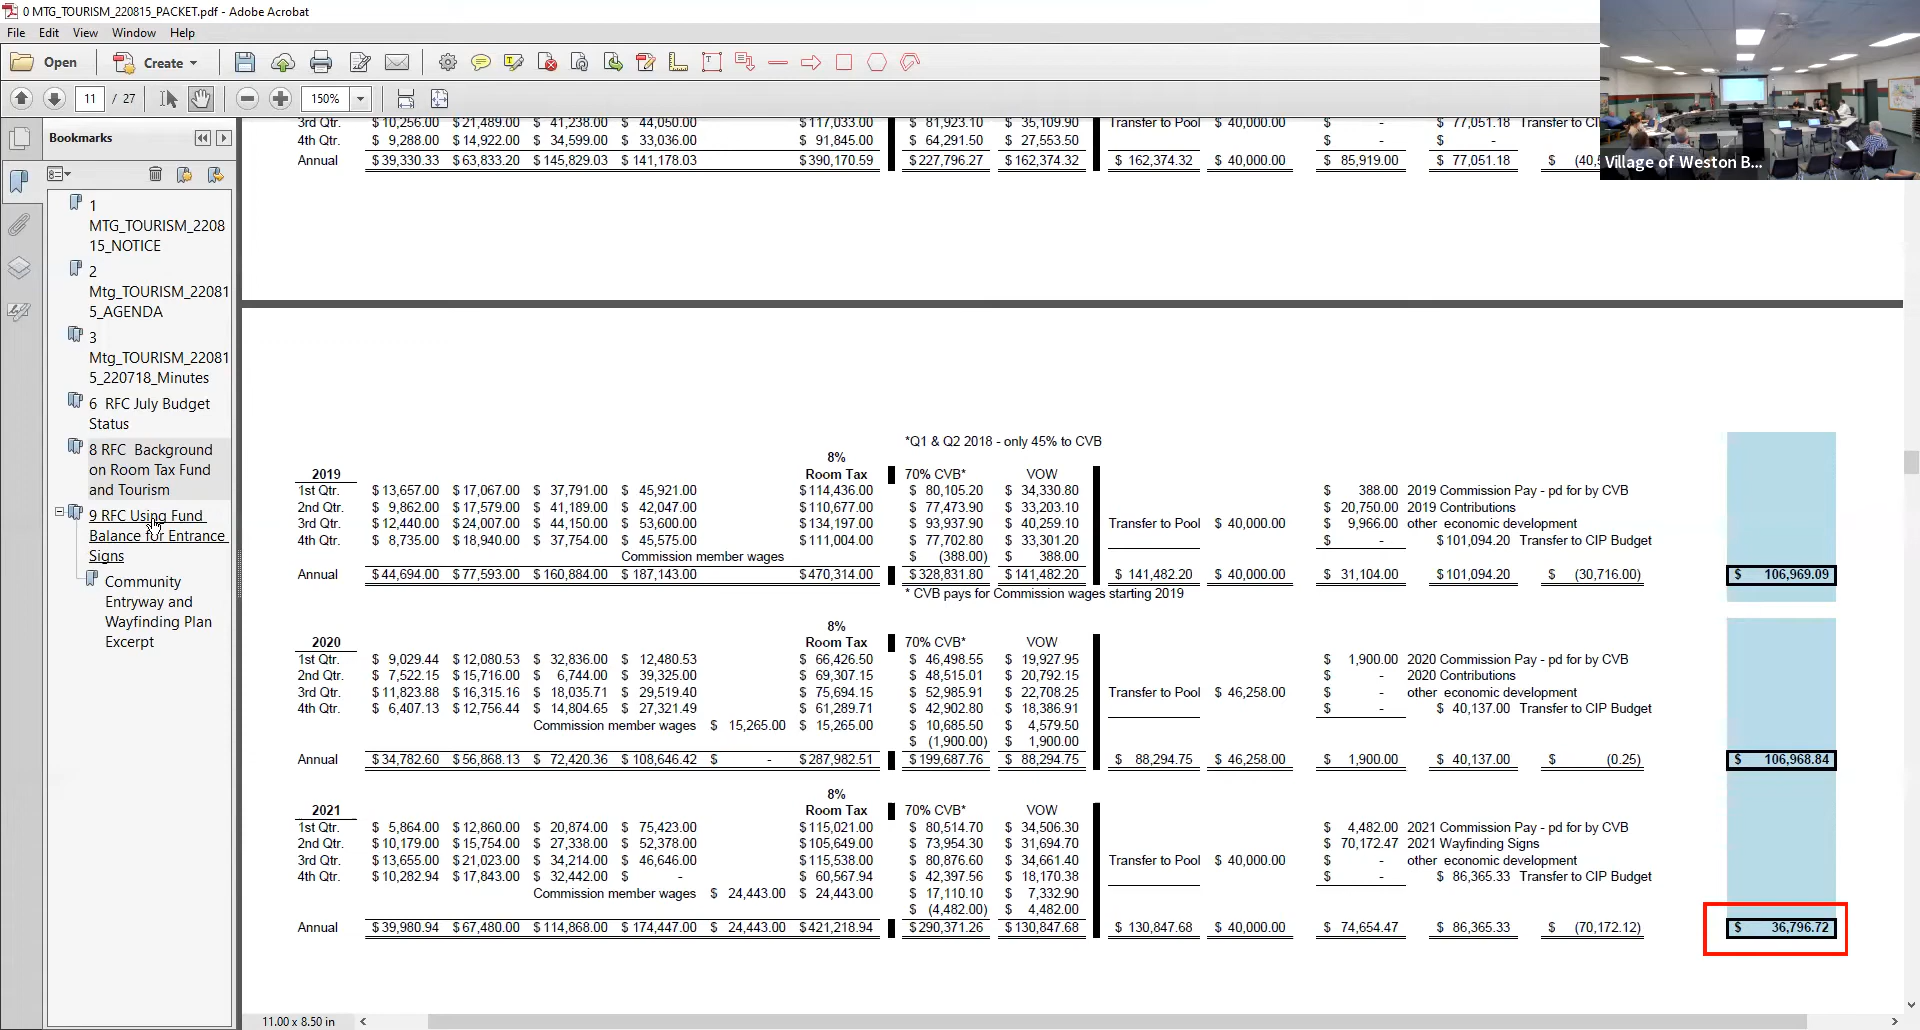 0 MTG_TOURISM_220815_PACKET.pdf - Adobe Acrobat
File Edit View Window Help
Open Create
11 / 27 150%
Bookmarks
1
MTG_TOURISM_2208
15_NOTICE
2
Mtg_TOURISM_22081
5_AGENDA
3
Mtg_TOURISM_22081
5_220718_Minutes
6 RFC July Budget
Status
8 RFC Background
on Room Tax Fund
and Tourism
9 RFC Using Fund
Balance for Entrance
Signs
Community
Entryway and
Wayfinding Plan
Excerpt
Village of Weston B...
3rd Qtr. $ 10,256.00 $ 21,489.00 $ 41,238.00 $ 44,050.00 $ 117,033.00 $ 81,923.10 $ 35,109.90 Transfer to Pool $ 40,000.00 $ - $ 77,051.18 Transfer to CI
4th Qtr. $ 9,288.00 $ 14,922.00 $ 34,599.00 $ 33,036.00 $ 91,845.00 $ 64,291.50 $ 27,553.50 $ - $ -
Annual $ 39,330.33 $ 63,833.20 $ 145,829.03 $ 141,178.03 $390,170.59 $ 227,796.27 $ 162,374.32 $ 162,374.32 $ 40,000.00 $ 85,919.00 $ 77,051.18 $ (40,
*Q1 & Q2 2018 - only 45% to CVB
8%
2019 Room Tax 70% CVB* VOW
1st Qtr. $ 13,657.00 $ 17,067.00 $ 37,791.00 $ 45,921.00 $114,436.00 $ 80,105.20 $ 34,330.80 $ 388.00 2019 Commission Pay - pd for by CVB
2nd Qtr. $ 9,862.00 $ 17,579.00 $ 41,189.00 $ 42,047.00 $110,677.00 $ 77,473.90 $ 33,203.10 $ 20,750.00 2019 Contributions
3rd Qtr. $ 12,440.00 $ 24,007.00 $ 44,150.00 $ 53,600.00 $134,197.00 $ 93,937.90 $ 40,259.10 Transfer to Pool $ 40,000.00 $ 9,966.00 other economic development
4th Qtr. $ 8,735.00 $ 18,940.00 $ 37,754.00 $ 45,575.00 $111,004.00 $ 77,702.80 $ 33,301.20 $ - $101,094.20 Transfer to CIP Budget
Commission member wages $ (388.00) $ 388.00
Annual $ 44,694.00 $ 77,593.00 $ 160,884.00 $ 187,143.00 $470,314.00 $ 328,831.80 $ 141,482.20 $ 141,482.20 $ 40,000.00 $ 31,104.00 $101,094.20 $ (30,716.00) $ 106,969.09
* CVB pays for Commission wages starting 2019
8%
2020 Room Tax 70% CVB* VOW
1st Qtr. $ 9,029.44 $ 12,080.53 $ 32,836.00 $ 12,480.53 $ 66,426.50 $ 46,498.55 $ 19,927.95 $ 1,900.00 2020 Commission Pay - pd for by CVB
2nd Qtr. $ 7,522.15 $ 15,716.00 $ 6,744.00 $ 39,325.00 $ 69,307.15 $ 48,515.01 $ 20,792.15 $ - 2020 Contributions
3rd Qtr. $ 11,823.88 $ 16,315.16 $ 18,035.71 $ 29,519.40 $ 75,694.15 $ 52,985.91 $ 22,708.25 Transfer to Pool $ 46,258.00 $ - other economic development
4th Qtr. $ 6,407.13 $ 12,756.44 $ 14,804.65 $ 27,321.49 $ 61,289.71 $ 42,902.80 $ 18,386.91 $ - $ 40,137.00 Transfer to CIP Budget
Commission member wages $ 15,265.00 $ 15,265.00 $ 10,685.50 $ 4,579.50
$ (1,900.00) $ 1,900.00
Annual $ 34,782.60 $ 56,868.13 $ 72,420.36 $ 108,646.42 $ - $287,982.51 $ 199,687.76 $ 88,294.75 $ 88,294.75 $ 46,258.00 $ 1,900.00 $ 40,137.00 $ (0.25) $ 106,968.84
8%
2021 Room Tax 70% CVB* VOW
1st Qtr. $ 5,864.00 $ 12,860.00 $ 20,874.00 $ 75,423.00 $115,021.00 $ 80,514.70 $ 34,506.30 $ 4,482.00 2021 Commission Pay - pd for by CVB
2nd Qtr. $ 10,179.00 $ 15,754.00 $ 27,338.00 $ 52,378.00 $105,649.00 $ 73,954.30 $ 31,694.70 $ 70,172.47 2021 Wayfinding Signs
3rd Qtr. $ 13,655.00 $ 21,023.00 $ 34,214.00 $ 46,646.00 $115,538.00 $ 80,876.60 $ 34,661.40 Transfer to Pool $ 40,000.00 $ - other economic development
4th Qtr. $ 10,282.94 $ 17,843.00 $ 32,442.00 $ - $ 60,567.94 $ 42,397.56 $ 18,170.38 $ - $ 86,365.33 Transfer to CIP Budget
Commission member wages $ 24,443.00 $ 24,443.00 $ 17,110.10 $ 7,332.90
$ (4,482.00) $ 4,482.00
Annual $ 39,980.94 $ 67,480.00 $ 114,868.00 $ 174,447.00 $ 24,443.00 $421,218.94 $ 290,371.26 $ 130,847.68 $ 130,847.68 $ 40,000.00 $ 74,654.47 $ 86,365.33 $ (70,172.12) $ 36,796.72
11.00 x 8.50 in